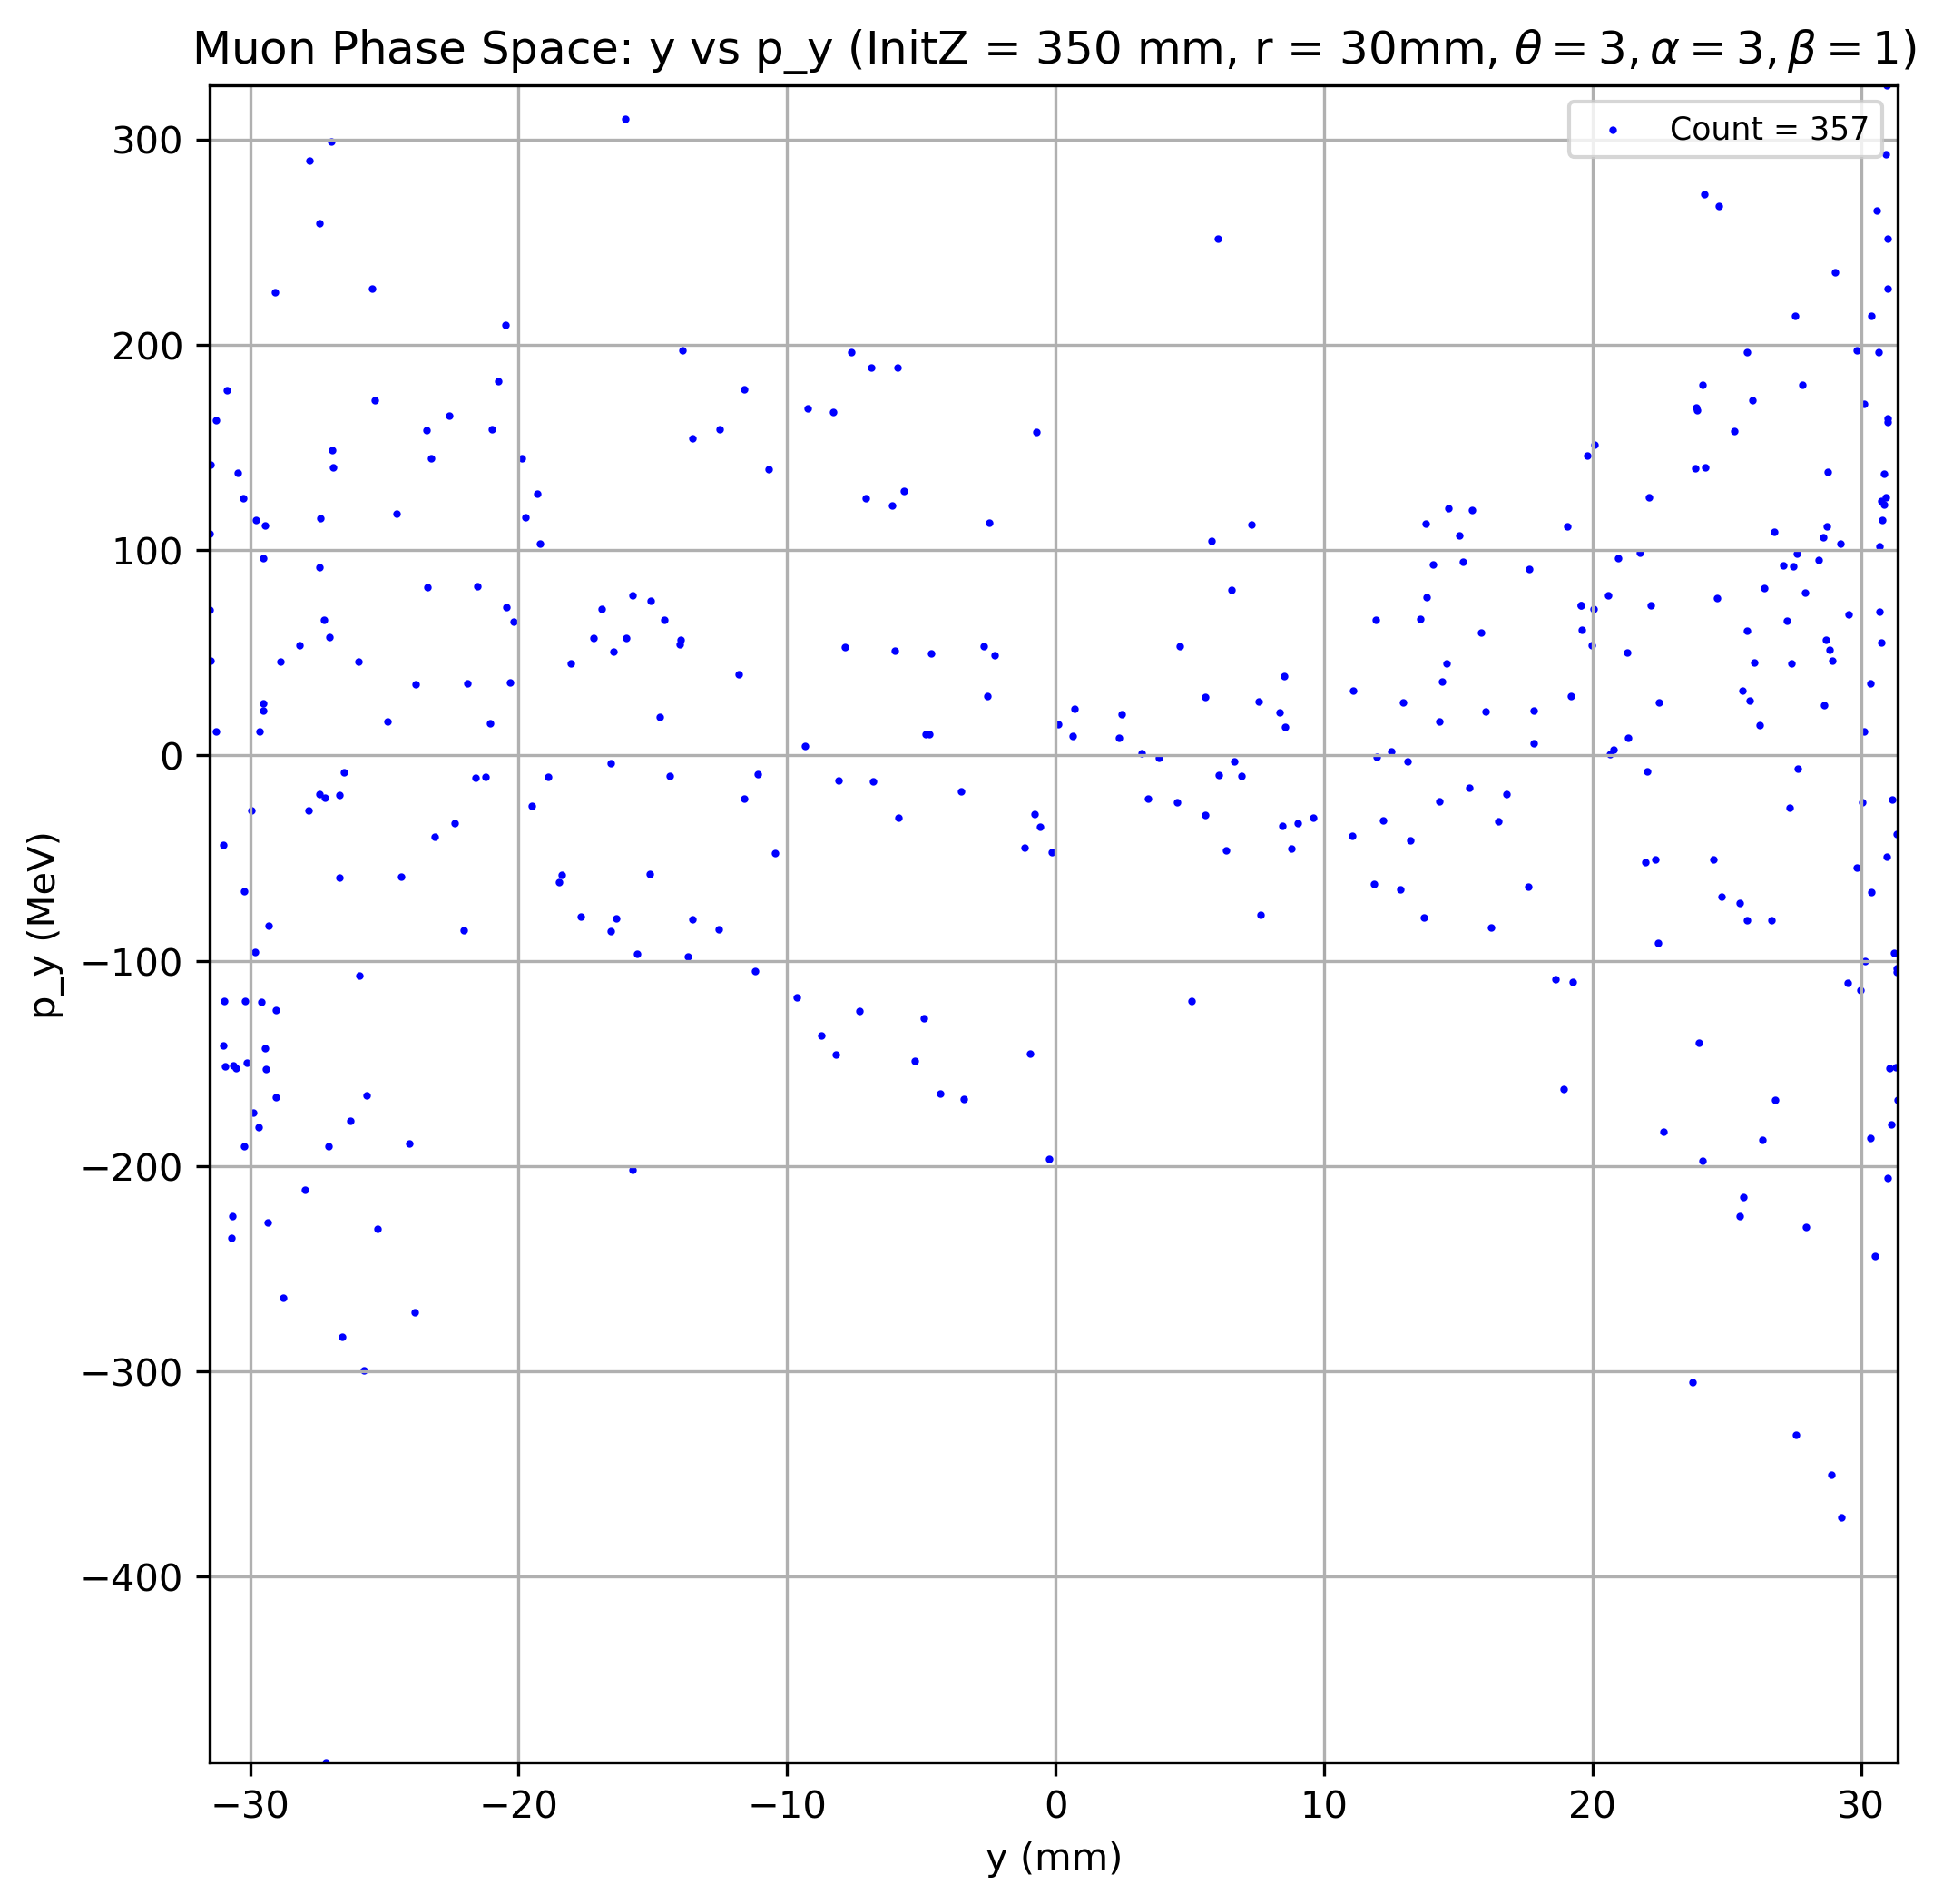 Muon Phase Space: y vs p_y (InitZ = 350 mm, r = 30mm, θ = 3, α = 3, β = 1)
Count = 357
300
200
100
0
−100
−200
−300
−400
p_y (MeV)
−30 −20 −10 0 10 20 30
y (mm)